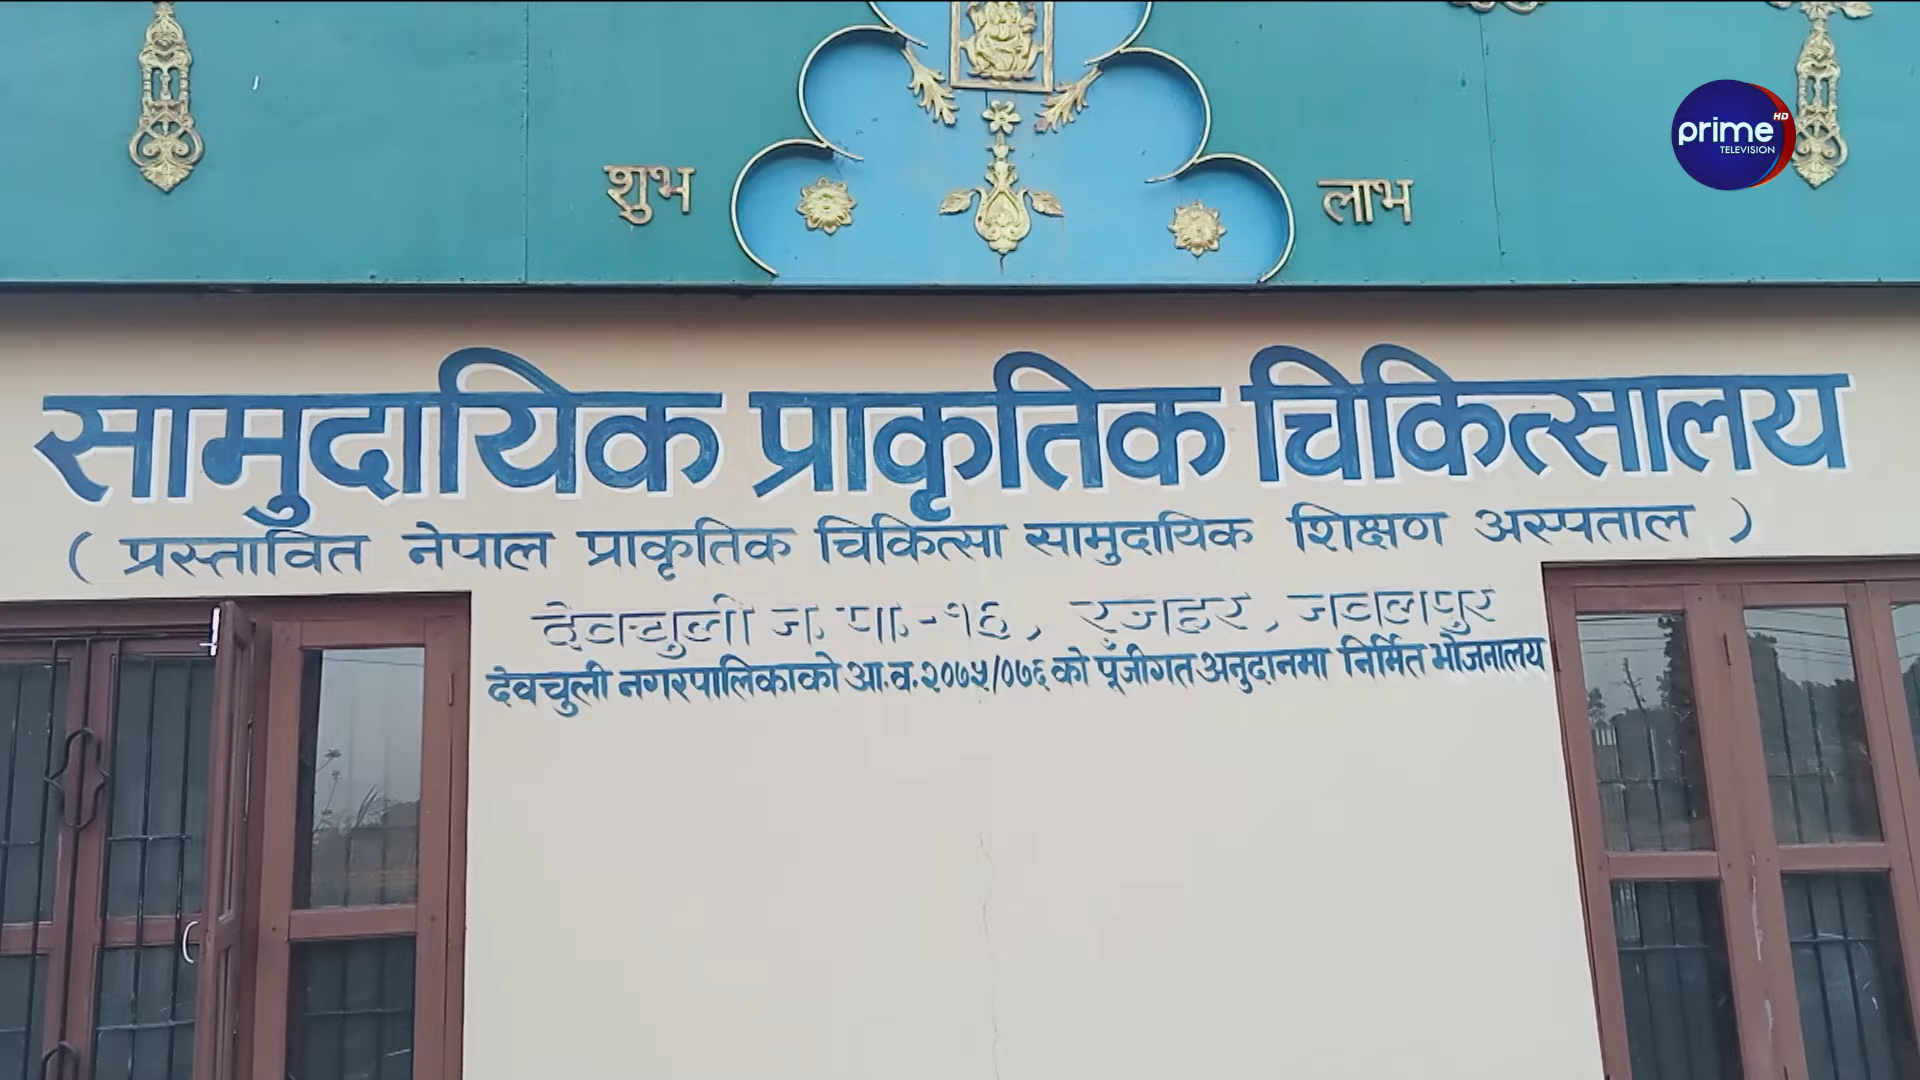 शुभ लाभ
prime HD
TELEVISION
सामुदायिक प्राकृतिक चिकित्सालय
( प्रस्तावित नेपाल प्राकृतिक चिकित्सा सामुदायिक शिक्षण अस्पताल )
देवचुली न. पा. -१६, रजहर, जवलपुर
देवचुली नगरपालिकाको आ.व.२०७५/०७६ को पूंजीगत अनुदानमा निर्मित भोजनालय